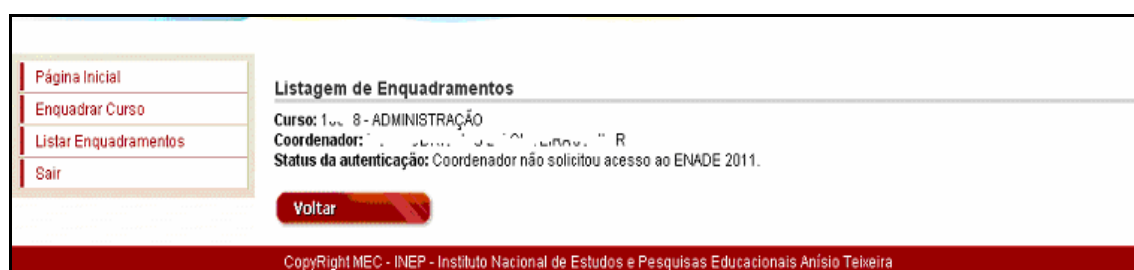 Página Inicial
Enquadrar Curso
Listar Enquadramentos
Sair
Listagem de Enquadramentos
Curso: 8 - ADMINISTRAÇÃO
Coordenador: R
Status da autenticação: Coordenador não solicitou acesso ao ENADE 2011.
Voltar
CopyRight MEC - INEP - Instituto Nacional de Estudos e Pesquisas Educacionais Anísio Teixeira